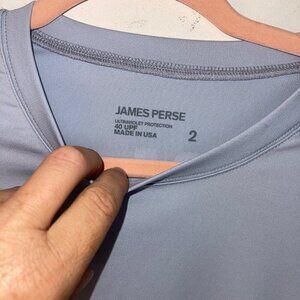 JAMES PERSE
ULTRAVIOLET PROTECTION
40 UPF
MADE IN USA
2